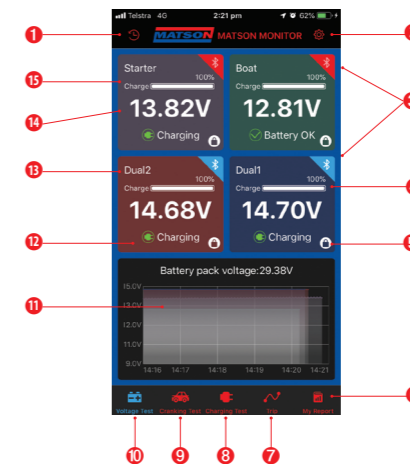 Telstra 4G 2:21 pm 62%
1
MATSON MATSON MONITOR
15
Starter
100%
Charge
14
13.82V
Charging
Boat
100%
Charge
12.81V
Battery OK
13
Dual2
100%
Charge
14.68V
12
Charging
Dual1
100%
Charge
14.70V
Charging
Battery pack voltage:29.38V
11
15.0V
13.0V
12.0V
11.0V
9.0V
14:16 14:17 14:18 14:19 14:20 14:21
Voltage Test Cranking Test Charging Test Trip My Report
10 9 8 7